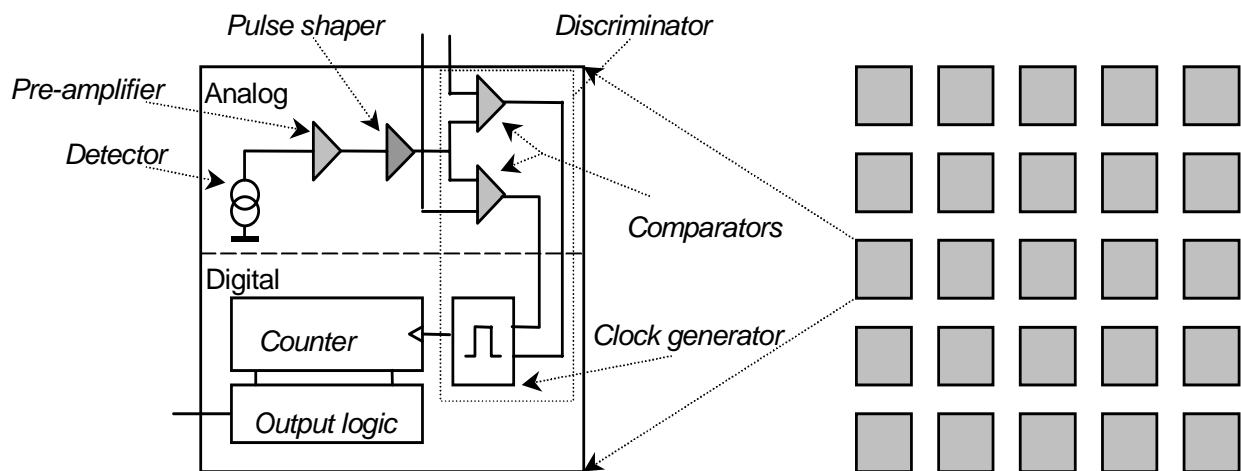 Pulse shaper
Discriminator
Pre-amplifier
Analog
Detector
Comparators
Digital
Counter
Clock generator
Output logic